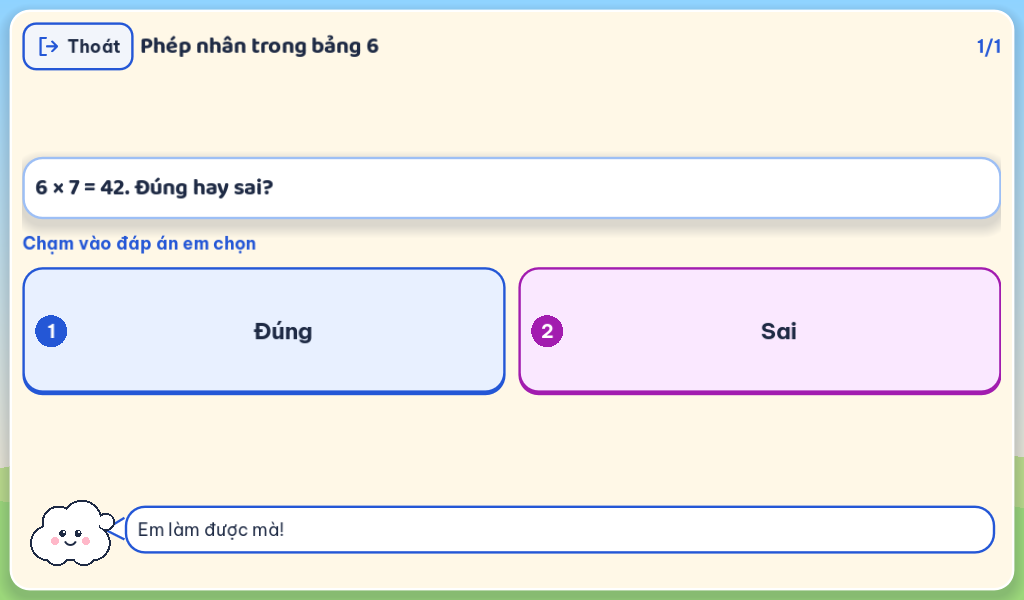 Thoát
Phép nhân trong bảng 6
1/1
6 × 7 = 42. Đúng hay sai?
Chạm vào đáp án em chọn
1
Đúng
2
Sai
Em làm được mà!